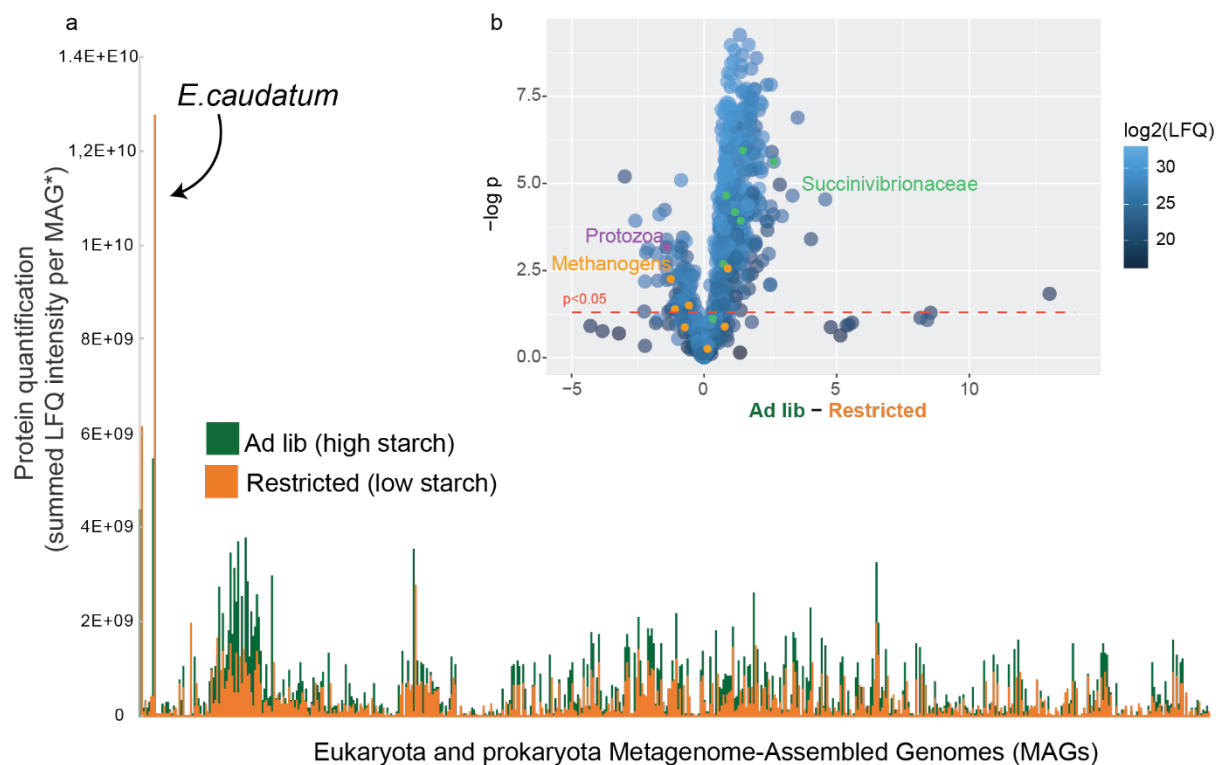 a
b
1.4E+10
1,2E+10
1E+10
8E+09
6E+09
4E+09
2E+09
0
Protein quantification
(summed LFQ intensity per MAG*)
E.caudatum
Ad lib (high starch)
Restricted (low starch)
Eukaryota and prokaryota Metagenome-Assembled Genomes (MAGs)
7.5
5.0
2.5
0.0
−log p
Succinivibrionaceae
Protozoa
Methanogens
p<0.05
−5
0
5
10
Ad lib − Restricted
log2(LFQ)
30
25
20